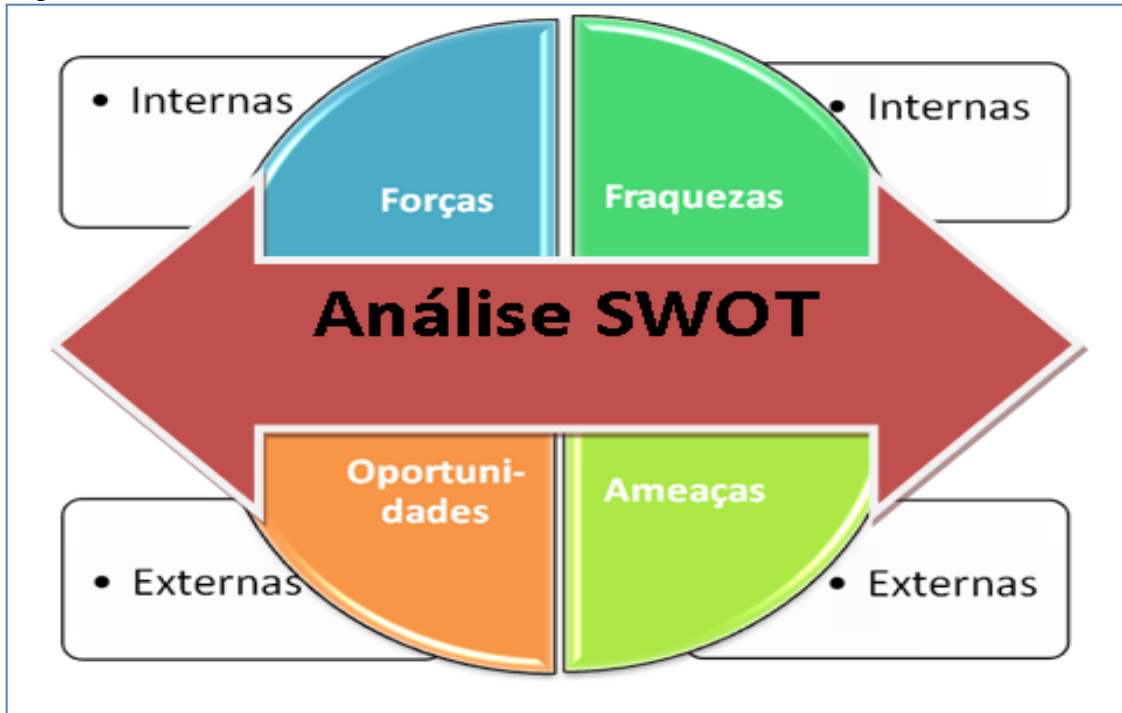 • Internas
• Internas
Forças
Fraquezas
Análise SWOT
Oportuni-
dades
Ameaças
• Externas
• Externas